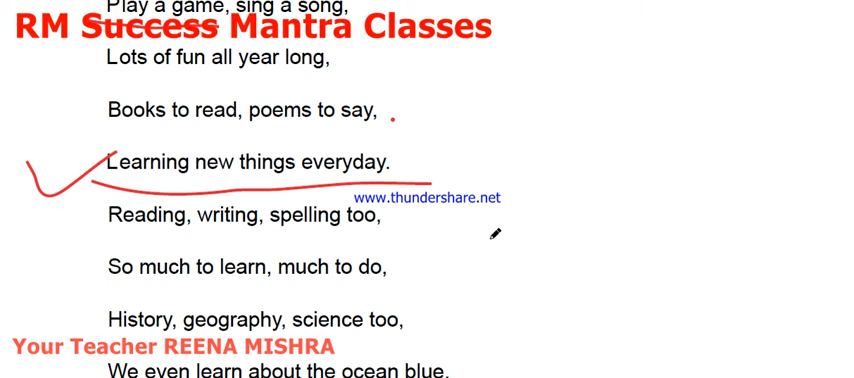 Play a game, sing a song,
RM Success Mantra Classes
Lots of fun all year long,
Books to read, poems to say,
Learning new things everyday.
www.thundershare.net
Reading, writing, spelling too,
So much to learn, much to do,
History, geography, science too,
Your Teacher REENA MISHRA
We even learn about the ocean blue.